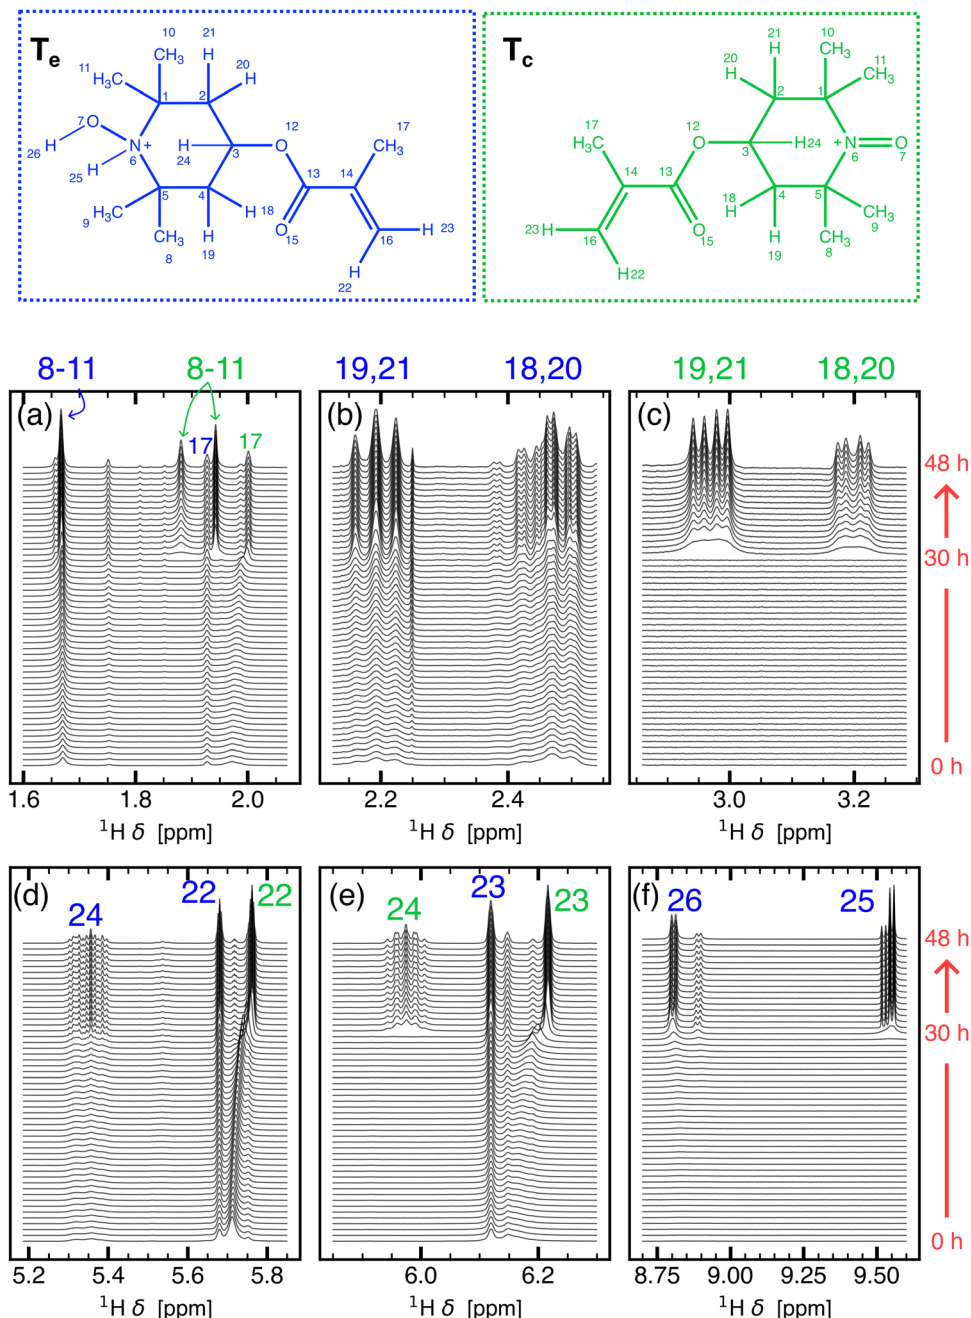 Te
10
21
CH3
H
20
H
11
H3C
1
2
7
O
H
26
N+
6
H
25
H
24
3
O
12
17
H3C
13
14
5
4
H
18
O
15
16
H
23
H3C
9
CH3
8
H
19
H
22
Tc
21
10
H
CH3
20
H
11
CH3
2
1
17
H3C
12
O
3
H24
+N
6
O
7
14
13
18
H
4
5
23H
16
O
15
CH3
9
H
19
CH3
8
H22
8-11 8-11 19,21 18,20 19,21 18,20
(a) 17 17 (b) (c)
48 h
30 h
0 h
1.6 1.8 2.0 2.2 2.4 3.0 3.2
1H δ [ppm] 1H δ [ppm] 1H δ [ppm]
(d) 24 22 22 (e) 24 23 23 (f) 26 25
48 h
30 h
0 h
5.2 5.4 5.6 5.8 6.0 6.2 8.75 9.00 9.25 9.50
1H δ [ppm] 1H δ [ppm] 1H δ [ppm]